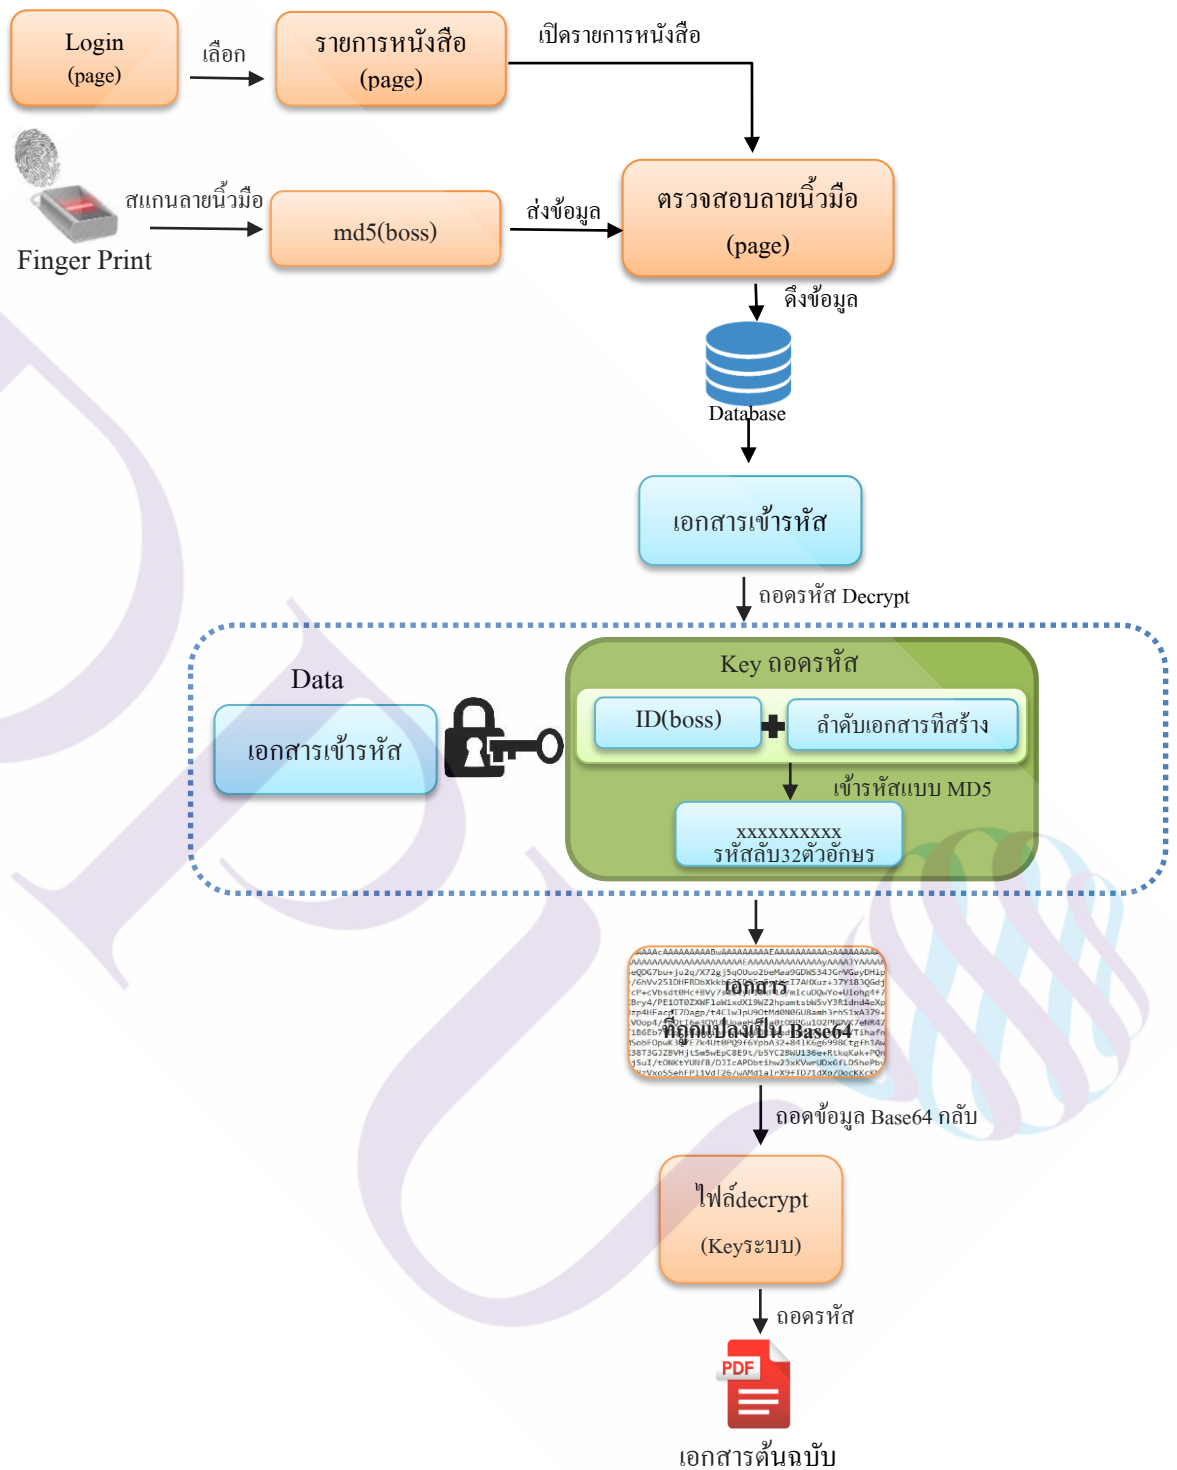 Login
(page)
เลือก
รายการหนังสือ
(page)
เปิดรายการหนังสือ
Finger Print
สแกนลายนิ้วมือ
md5(boss)
ส่งข้อมูล
ตรวจสอบลายนิ้วมือ
(page)
ดึงข้อมูล
Database
เอกสารเข้ารหัส
ถอดรหัส Decrypt
Data
เอกสารเข้ารหัส
Key ถอดรหัส
ID(boss)
ลำดับเอกสารที่สร้าง
เข้ารหัสแบบ MD5
xxxxxxxxxx
รหัสลับ32ตัวอักษร
เอกสาร
ที่ถูกแปลงเป็น Base64
ถอดข้อมูล Base64 กลับ
ไฟล์decrypt
(Keyระบบ)
ถอดรหัส
PDF
เอกสารต้นฉบับ